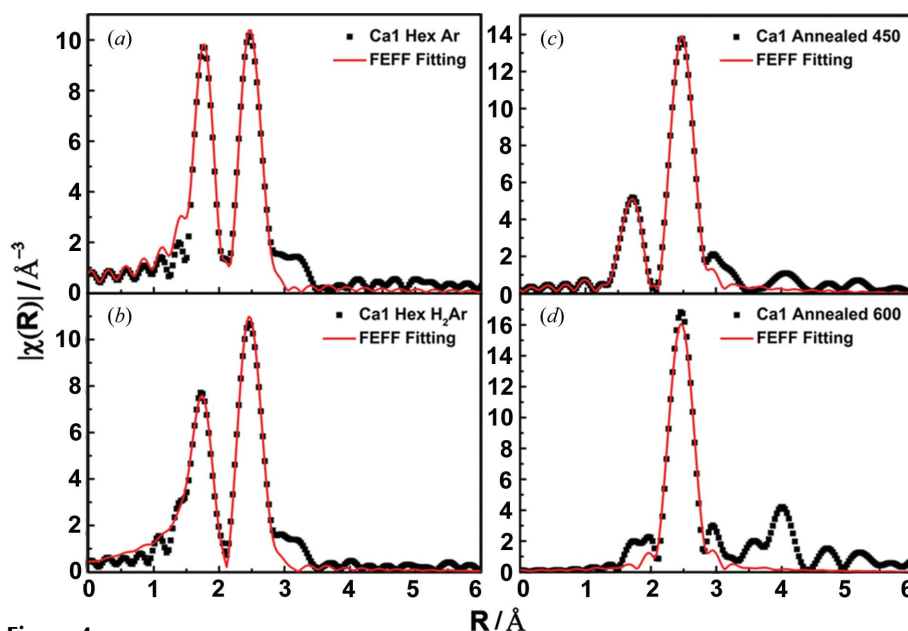 (a)
Ca1 Hex Ar
FEFF Fitting
10
8
6
4
2
0
(c)
Ca1 Annealed 450
FEFF Fitting
14
12
10
8
6
4
2
0
(b)
Ca1 Hex H₂Ar
FEFF Fitting
10
8
6
4
2
0
0 1 2 3 4 5 6
(d)
Ca1 Annealed 600
FEFF Fitting
16
14
12
10
8
6
4
2
0
0 1 2 3 4 5 6
|χ(R)| /Å⁻³
R / Å